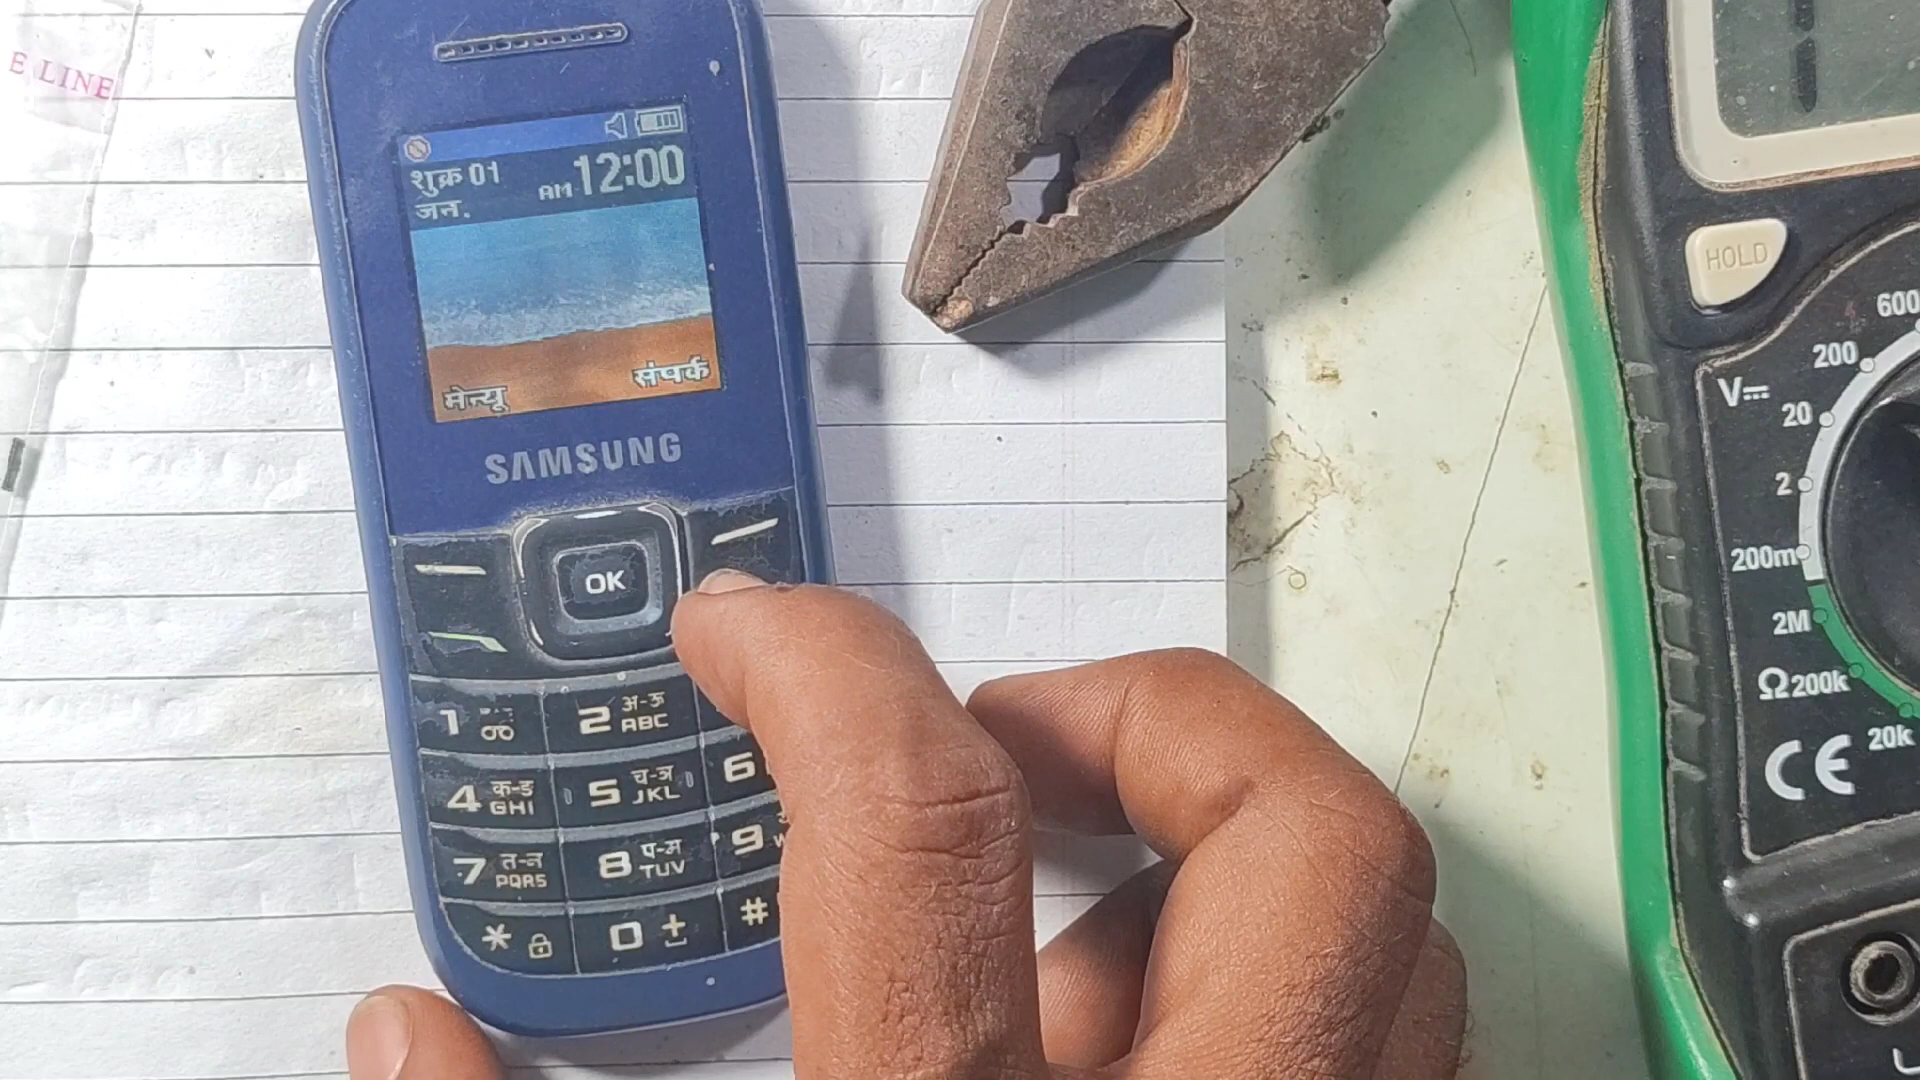 E LINE
शुक्र 01
AM 12:00
जन.
मेन्यू
संपर्क
SAMSUNG
OK
1
2 अ-ऊ
ABC
4 क-ङ
GHI
5 च-ञ
JKL
6
7 त-न
PQRS
8 प-म
TUV
9
*
0 +
#
HOLD
600
200
V
20
2
200m
2M
Ω 200k
20k
CE